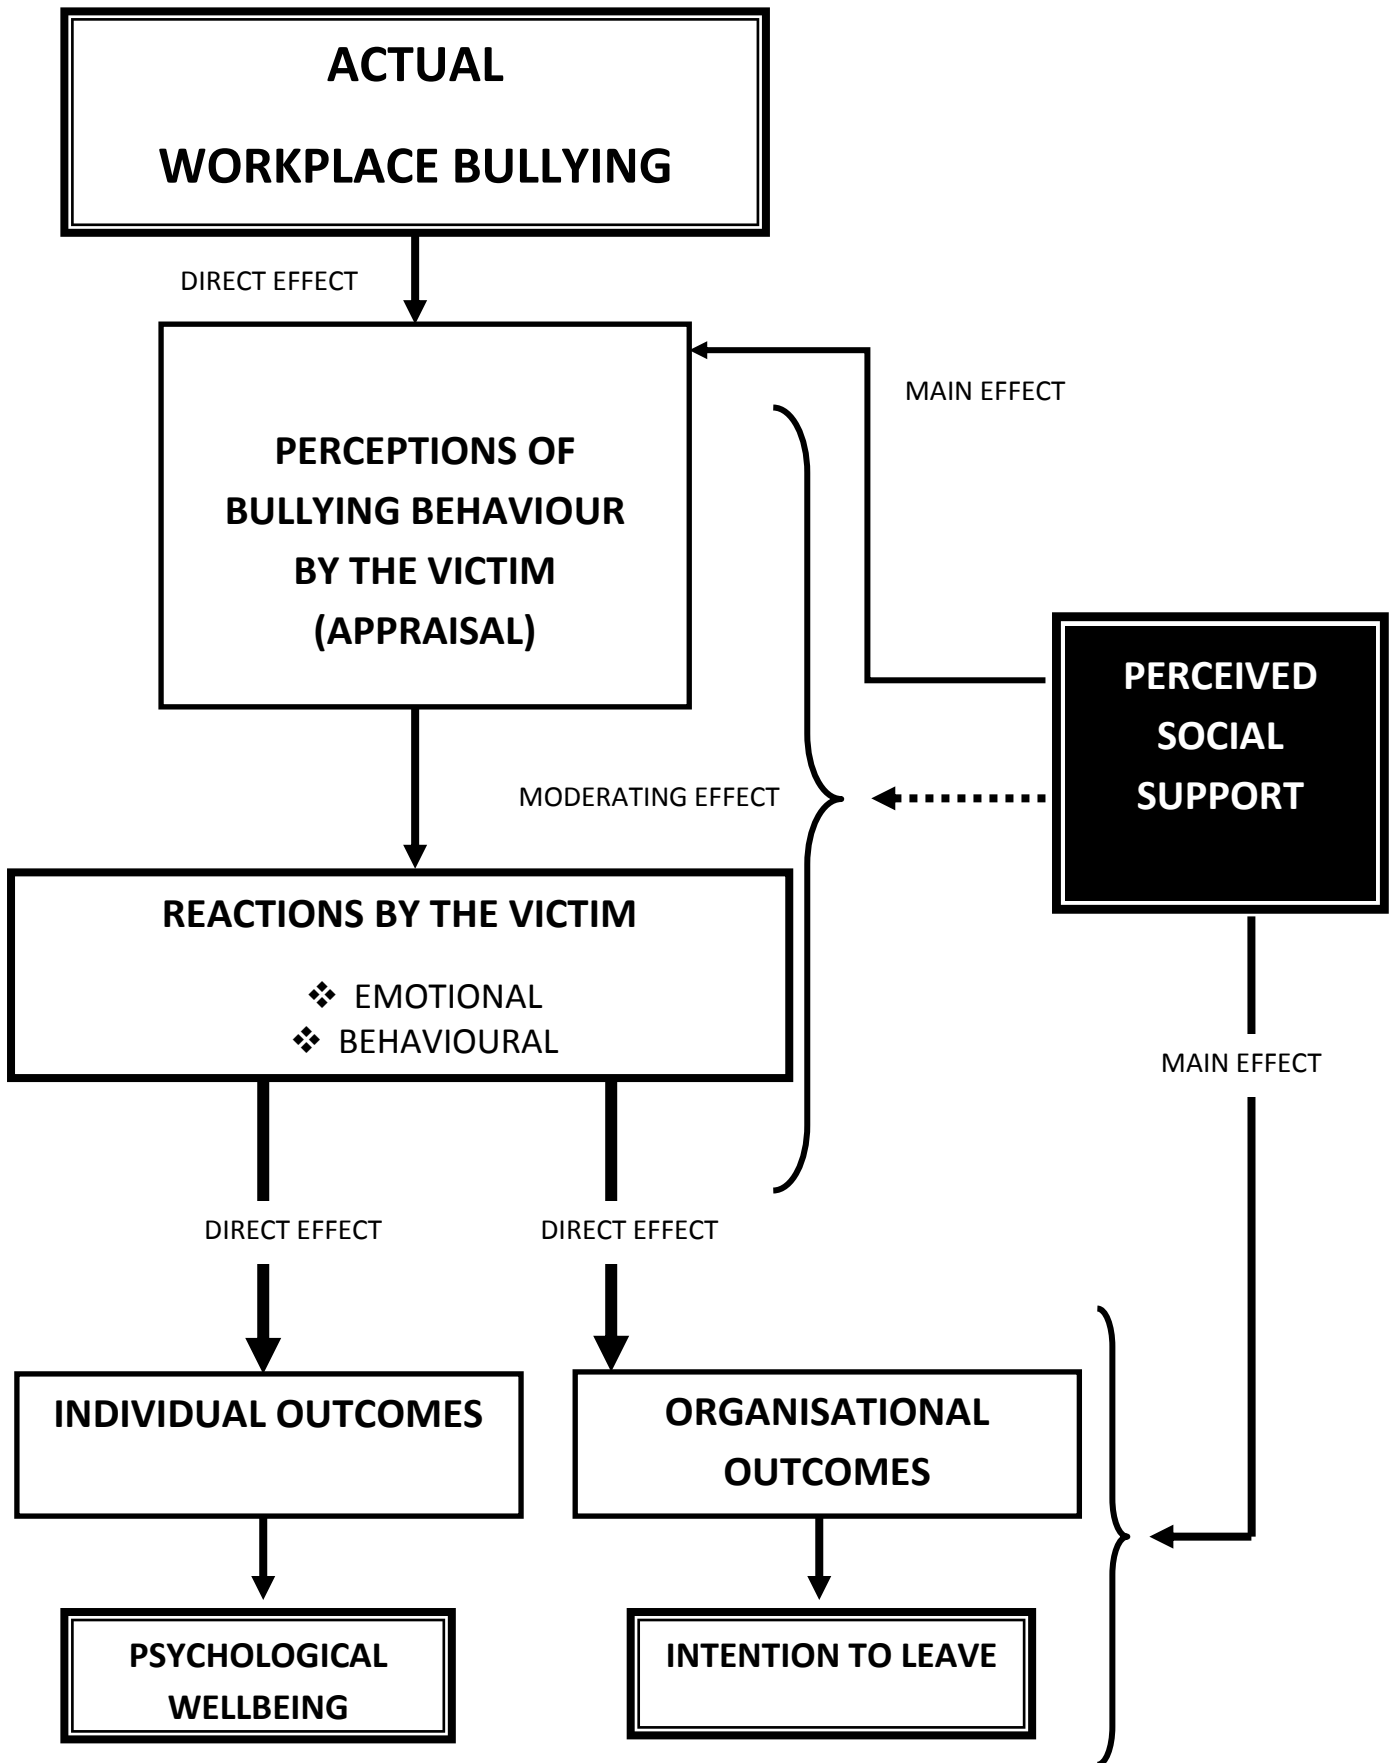 ACTUAL
WORKPLACE BULLYING
DIRECT EFFECT
MAIN EFFECT
PERCEPTIONS OF
BULLYING BEHAVIOUR
BY THE VICTIM
(APPRAISAL)
PERCEIVED
SOCIAL
SUPPORT
MODERATING EFFECT
REACTIONS BY THE VICTIM
❖ EMOTIONAL
❖ BEHAVIOURAL
MAIN EFFECT
DIRECT EFFECT
DIRECT EFFECT
INDIVIDUAL OUTCOMES
ORGANISATIONAL
OUTCOMES
PSYCHOLOGICAL
WELLBEING
INTENTION TO LEAVE